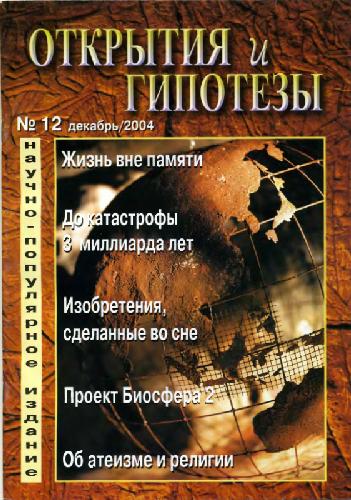 ОТКРЫТИЯ и
ГИПОТЕЗЫ
№ 12 декабрь/2004
научно-популярное издание
Жизнь вне памяти
До катастрофы
3 миллиарда лет
Изобретения,
сделанные во сне
Проект Биосфера 2
Об атеизме и религии